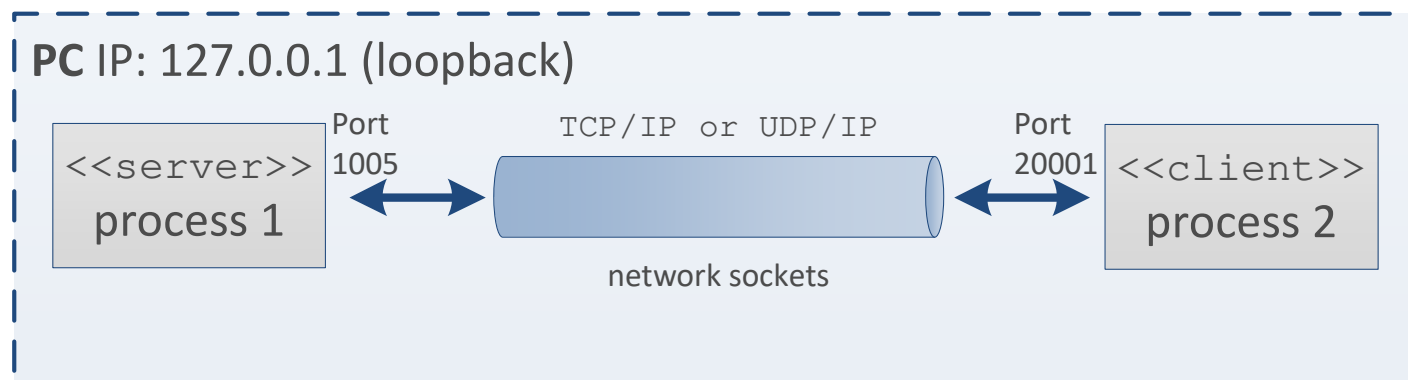 PC IP: 127.0.0.1 (loopback)
<<server>>
process 1
Port
1005
TCP/IP or UDP/IP
network sockets
Port
20001
<<client>>
process 2